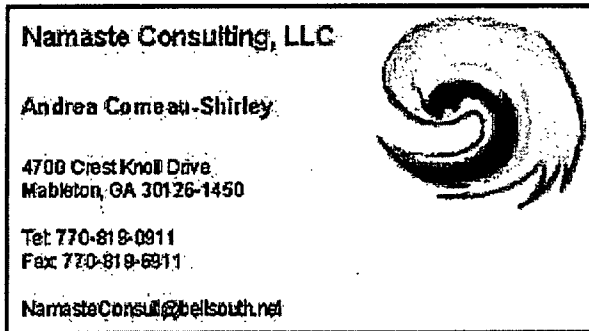 Namaste Consulting, LLC
Andrea Comeau-Shirley
4700 Crest Knoll Drive
Mableton, GA 30126-1450
Tel: 770-819-0911
Fax: 770-819-6911
NamasteConsult@bellsouth.net